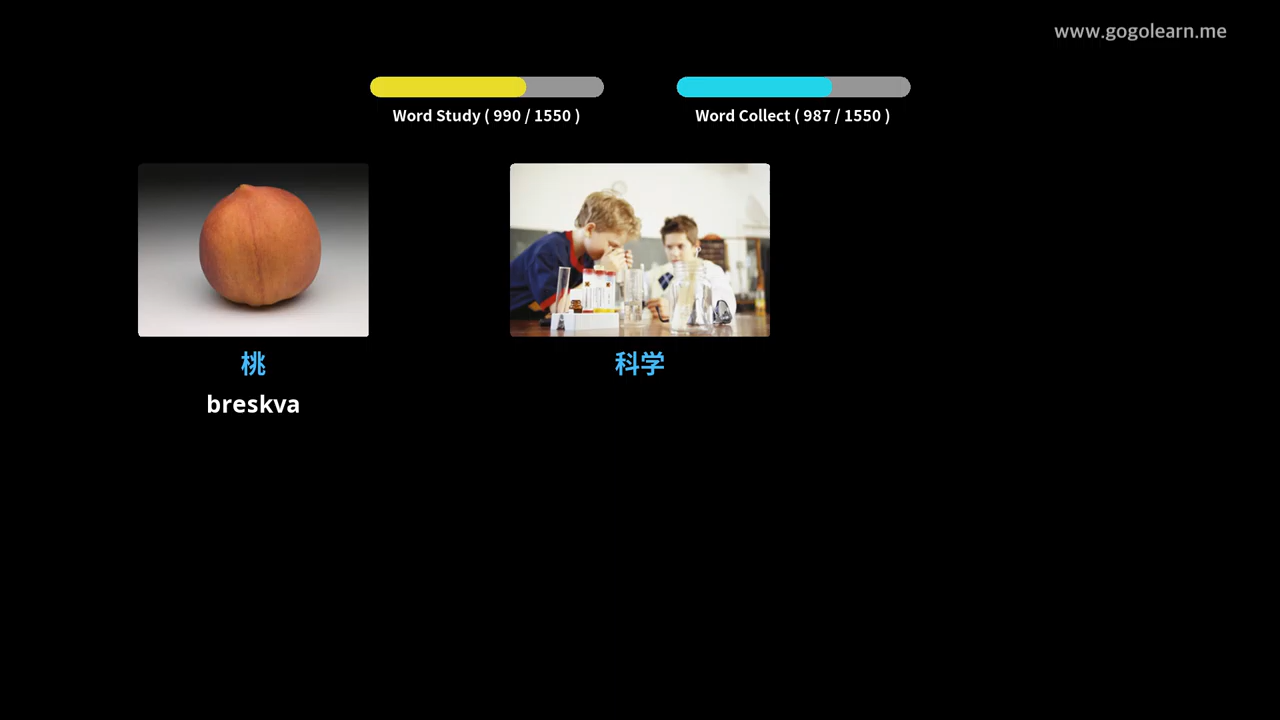 www.gogolearn.me
Word Study ( 990 / 1550 )
Word Collect ( 987 / 1550 )
桃
科学
breskva